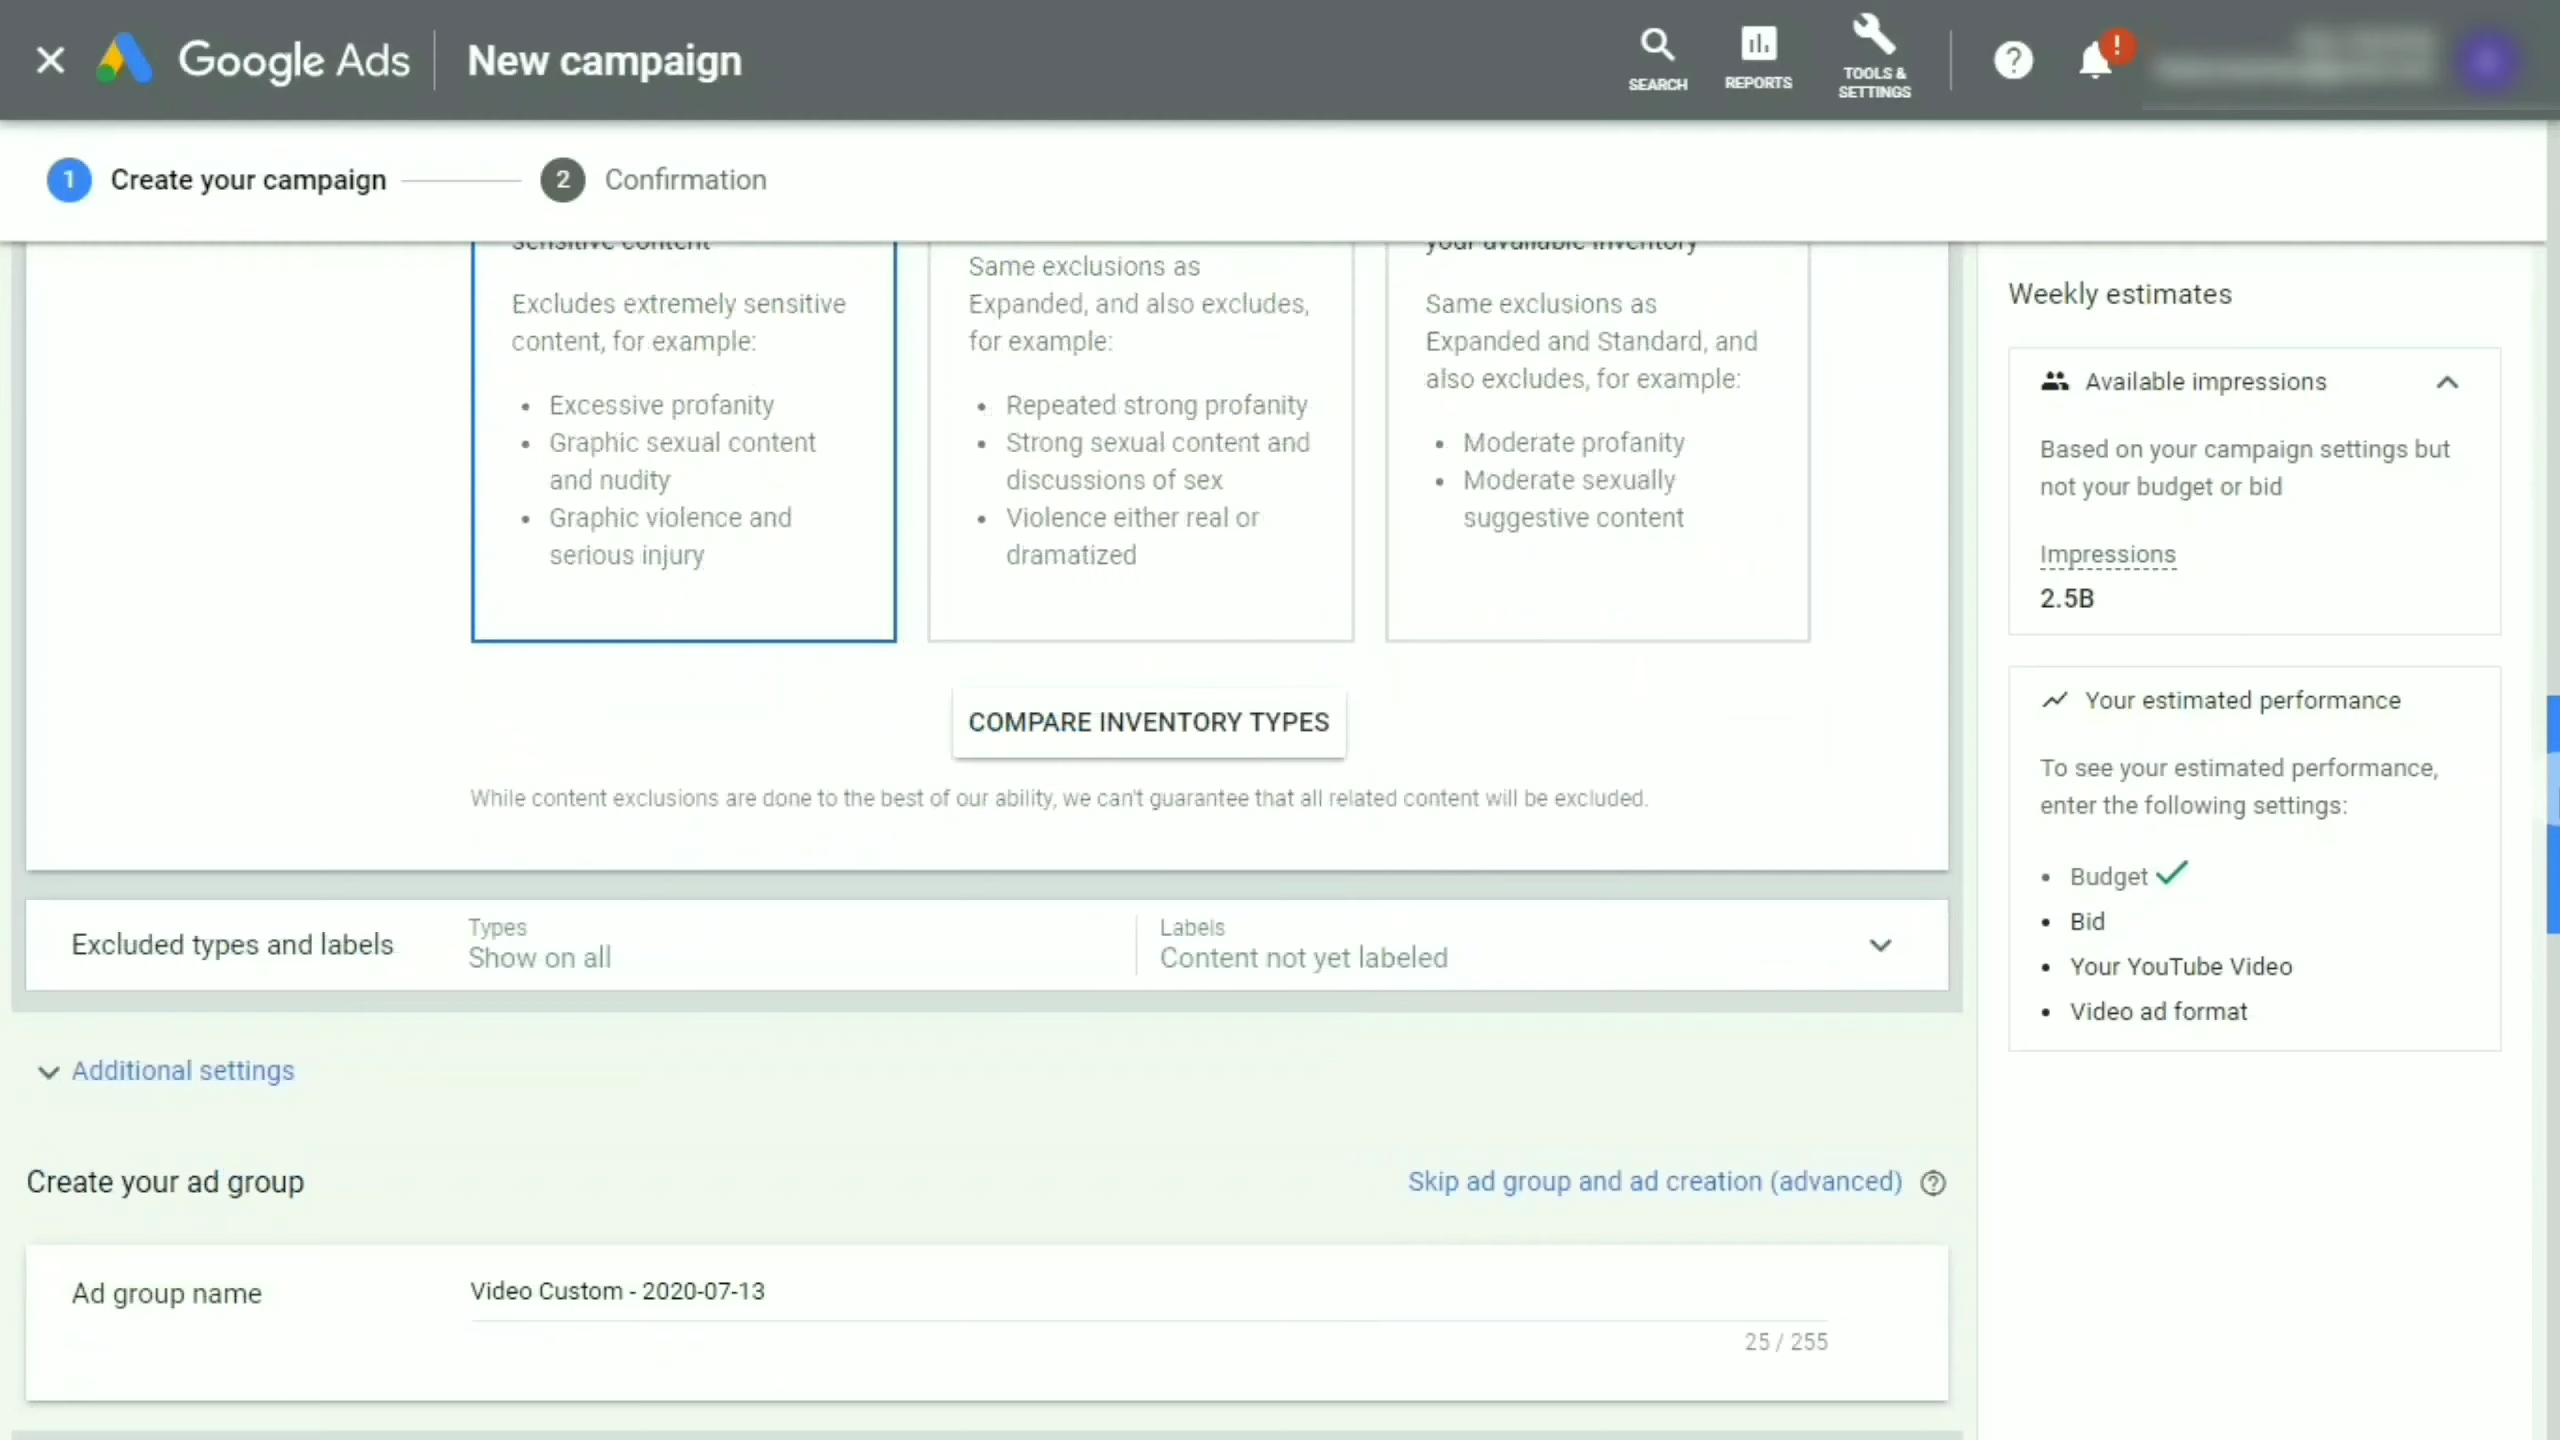 Google Ads
New campaign
SEARCH
REPORTS
TOOLS &
SETTINGS
?
!
1
Create your campaign
2
Confirmation
sensitive content
Excludes extremely sensitive
content, for example:
Excessive profanity
Graphic sexual content
and nudity
Graphic violence and
serious injury
Same exclusions as
Expanded, and also excludes,
for example:
Repeated strong profanity
Strong sexual content and
discussions of sex
Violence either real or
dramatized
your available inventory
Same exclusions as
Expanded and Standard, and
also excludes, for example:
Moderate profanity
Moderate sexually
suggestive content
COMPARE INVENTORY TYPES
While content exclusions are done to the best of our ability, we can't guarantee that all related content will be excluded.
Excluded types and labels
Types
Show on all
Labels
Content not yet labeled
Additional settings
Create your ad group
Skip ad group and ad creation (advanced)
?
Ad group name
Video Custom - 2020-07-13
25 / 255
Weekly estimates
Available impressions
Based on your campaign settings but
not your budget or bid
Impressions
2.5B
Your estimated performance
To see your estimated performance,
enter the following settings:
Budget
Bid
Your YouTube Video
Video ad format